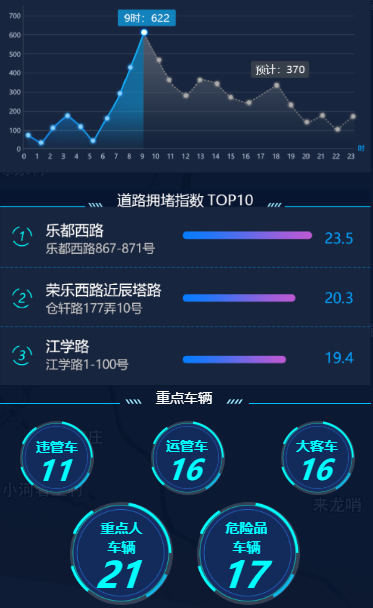 700
9时：622
600
500
预计：370
400
300
200
100
0
时
0 1 2 3 4 5 6 7 8 9 10 11 12 13 14 15 16 17 18 19 20 21 22 23
道路拥堵指数 TOP10
1 乐都西路 23.5
乐都西路867-871号
2 荣乐西路近辰塔路 20.3
仓轩路177弄10号
3 江学路 19.4
江学路1-100号
重点车辆
违管车 运管车 大客车
11 16 16
来龙哨
重点人 危险品
车辆 车辆
21 17